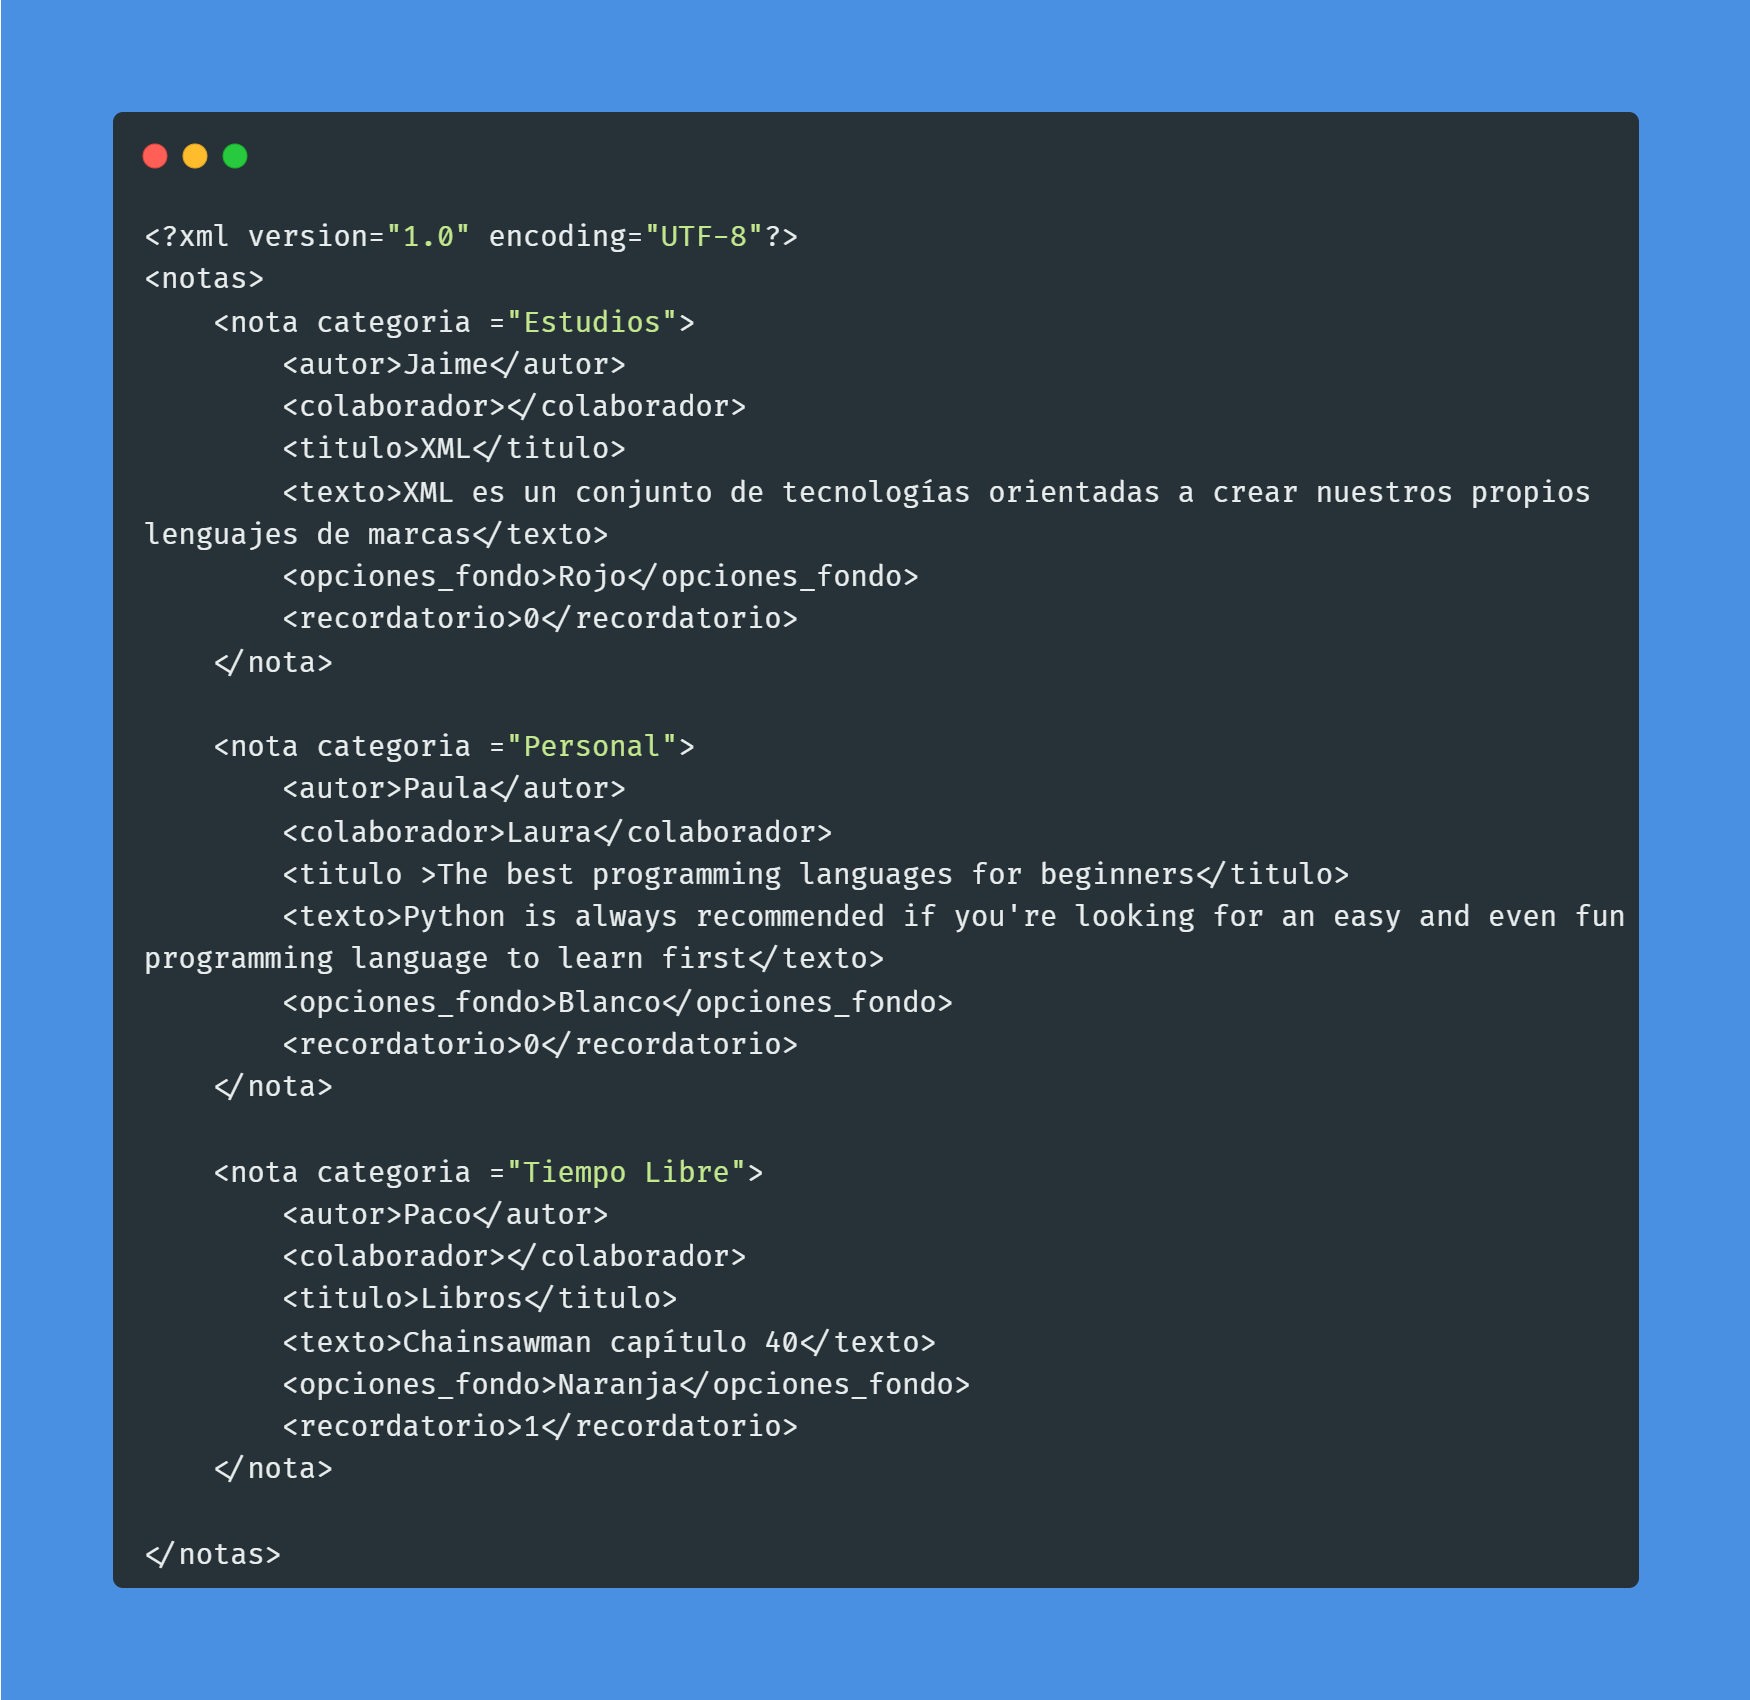 <?xml version="1.0" encoding="UTF-8"?>
<notas>
    <nota categoria ="Estudios">
        <autor>Jaime</autor>
        <colaborador></colaborador>
        <titulo>XML</titulo>
        <texto>XML es un conjunto de tecnologías orientadas a crear nuestros propios
lenguajes de marcas</texto>
        <opciones_fondo>Rojo</opciones_fondo>
        <recordatorio>0</recordatorio>
    </nota>

    <nota categoria ="Personal">
        <autor>Paula</autor>
        <colaborador>Laura</colaborador>
        <titulo >The best programming languages for beginners</titulo>
        <texto>Python is always recommended if you're looking for an easy and even fun
programming language to learn first</texto>
        <opciones_fondo>Blanco</opciones_fondo>
        <recordatorio>0</recordatorio>
    </nota>

    <nota categoria ="Tiempo Libre">
        <autor>Paco</autor>
        <colaborador></colaborador>
        <titulo>Libros</titulo>
        <texto>Chainsawman capítulo 40</texto>
        <opciones_fondo>Naranja</opciones_fondo>
        <recordatorio>1</recordatorio>
    </nota>

</notas>